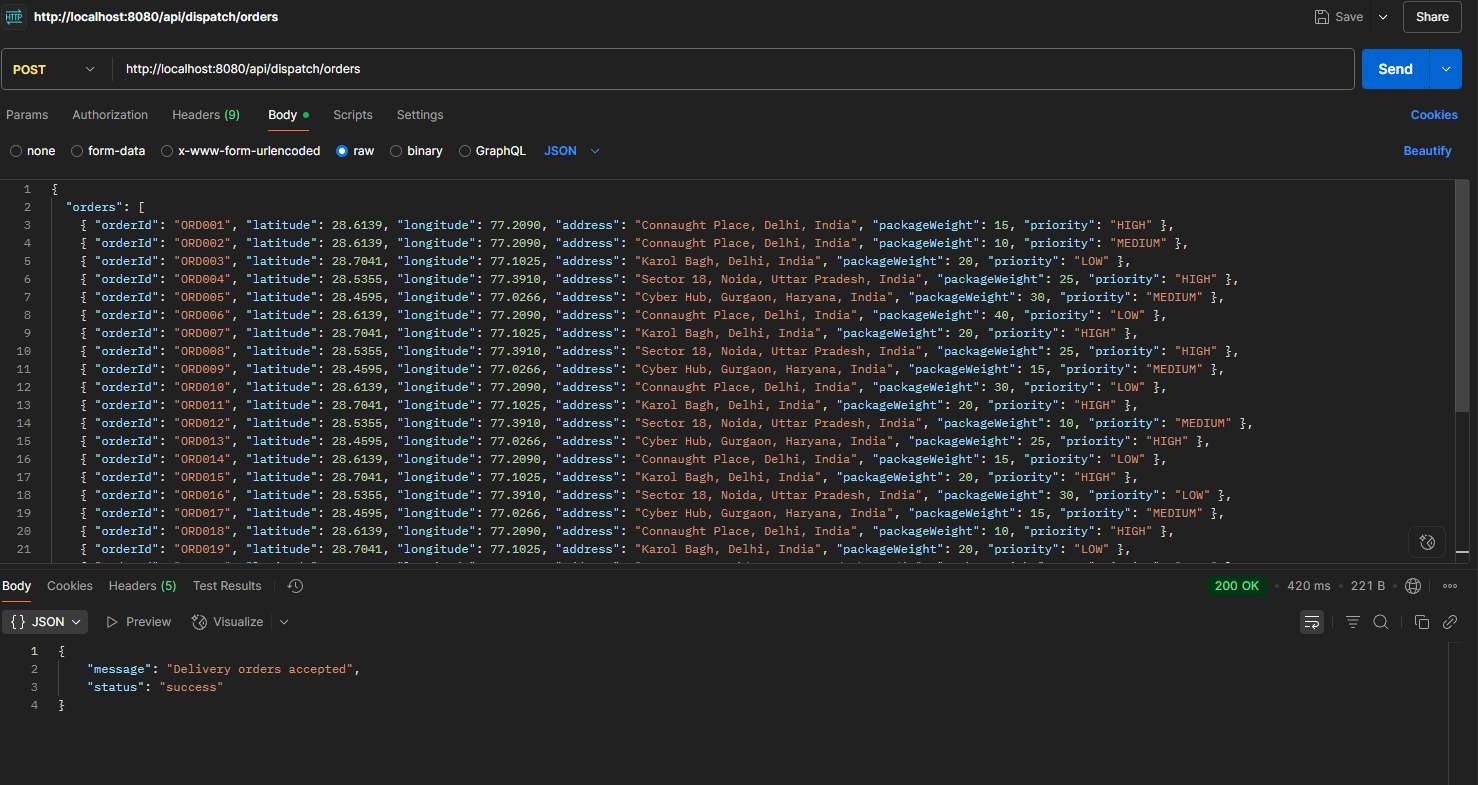 HTTP http://localhost:8080/api/dispatch/orders Save Share
POST http://localhost:8080/api/dispatch/orders Send
Params Authorization Headers (9) Body Scripts Settings Cookies
none form-data x-www-form-urlencoded raw binary GraphQL JSON Beautify
1 {
2 "orders": [
3 { "orderId": "ORD001", "latitude": 28.6139, "longitude": 77.2090, "address": "Connaught Place, Delhi, India", "packageWeight": 15, "priority": "HIGH" },
4 { "orderId": "ORD002", "latitude": 28.6139, "longitude": 77.2090, "address": "Connaught Place, Delhi, India", "packageWeight": 10, "priority": "MEDIUM" },
5 { "orderId": "ORD003", "latitude": 28.7041, "longitude": 77.1025, "address": "Karol Bagh, Delhi, India", "packageWeight": 20, "priority": "LOW" },
6 { "orderId": "ORD004", "latitude": 28.5355, "longitude": 77.3910, "address": "Sector 18, Noida, Uttar Pradesh, India", "packageWeight": 25, "priority": "HIGH" },
7 { "orderId": "ORD005", "latitude": 28.4595, "longitude": 77.0266, "address": "Cyber Hub, Gurgaon, Haryana, India", "packageWeight": 30, "priority": "MEDIUM" },
8 { "orderId": "ORD006", "latitude": 28.6139, "longitude": 77.2090, "address": "Connaught Place, Delhi, India", "packageWeight": 40, "priority": "LOW" },
9 { "orderId": "ORD007", "latitude": 28.7041, "longitude": 77.1025, "address": "Karol Bagh, Delhi, India", "packageWeight": 20, "priority": "HIGH" },
10 { "orderId": "ORD008", "latitude": 28.5355, "longitude": 77.3910, "address": "Sector 18, Noida, Uttar Pradesh, India", "packageWeight": 25, "priority": "HIGH" },
11 { "orderId": "ORD009", "latitude": 28.4595, "longitude": 77.0266, "address": "Cyber Hub, Gurgaon, Haryana, India", "packageWeight": 15, "priority": "MEDIUM" },
12 { "orderId": "ORD010", "latitude": 28.6139, "longitude": 77.2090, "address": "Connaught Place, Delhi, India", "packageWeight": 30, "priority": "LOW" },
13 { "orderId": "ORD011", "latitude": 28.7041, "longitude": 77.1025, "address": "Karol Bagh, Delhi, India", "packageWeight": 20, "priority": "HIGH" },
14 { "orderId": "ORD012", "latitude": 28.5355, "longitude": 77.3910, "address": "Sector 18, Noida, Uttar Pradesh, India", "packageWeight": 10, "priority": "MEDIUM" },
15 { "orderId": "ORD013", "latitude": 28.4595, "longitude": 77.0266, "address": "Cyber Hub, Gurgaon, Haryana, India", "packageWeight": 25, "priority": "HIGH" },
16 { "orderId": "ORD014", "latitude": 28.6139, "longitude": 77.2090, "address": "Connaught Place, Delhi, India", "packageWeight": 15, "priority": "LOW" },
17 { "orderId": "ORD015", "latitude": 28.7041, "longitude": 77.1025, "address": "Karol Bagh, Delhi, India", "packageWeight": 20, "priority": "HIGH" },
18 { "orderId": "ORD016", "latitude": 28.5355, "longitude": 77.3910, "address": "Sector 18, Noida, Uttar Pradesh, India", "packageWeight": 30, "priority": "LOW" },
19 { "orderId": "ORD017", "latitude": 28.4595, "longitude": 77.0266, "address": "Cyber Hub, Gurgaon, Haryana, India", "packageWeight": 15, "priority": "MEDIUM" },
20 { "orderId": "ORD018", "latitude": 28.6139, "longitude": 77.2090, "address": "Connaught Place, Delhi, India", "packageWeight": 10, "priority": "HIGH" },
21 { "orderId": "ORD019", "latitude": 28.7041, "longitude": 77.1025, "address": "Karol Bagh, Delhi, India", "packageWeight": 20, "priority": "LOW" },
Body Cookies Headers (5) Test Results 200 OK • 420 ms • 221 B
{} JSON Preview Visualize
1 {
2 "message": "Delivery orders accepted",
3 "status": "success"
4 }